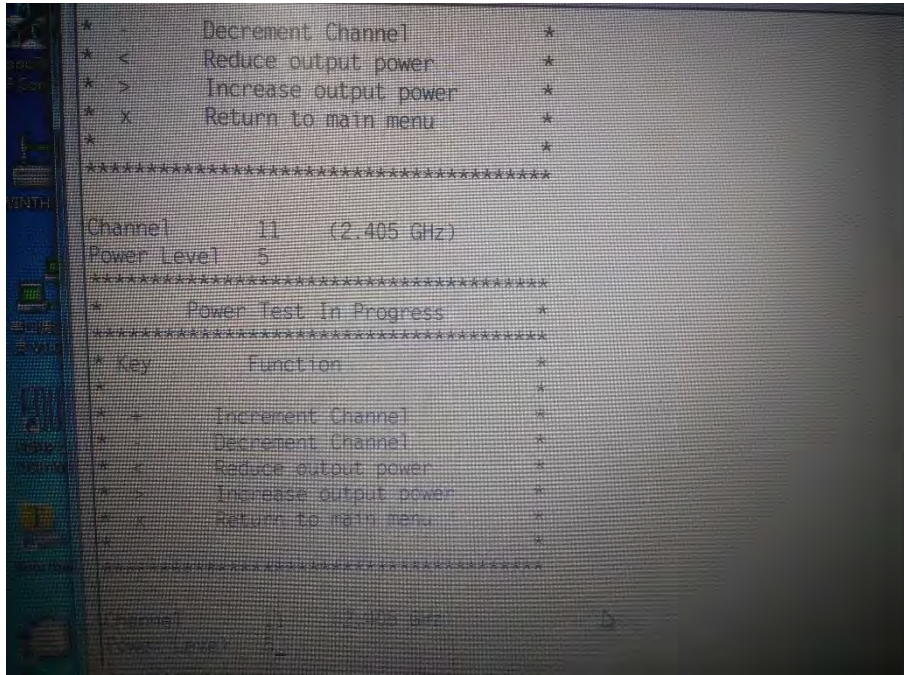 * - Decrement Channel *
* < Reduce output power *
* > Increase output power *
* x Return to main menu *
* *
**************************************
Channel 11 (2.405 GHz)
Power Level 5
**************************************
* Power Test In Progress *
**************************************
* Key Function *
* *
* + Increment Channel *
* - Decrement Channel *
* < Reduce output power *
* > Increase output power *
* x Return to main menu *
* *
**************************************
Channel 11 (2.405 GHz)
Power Level